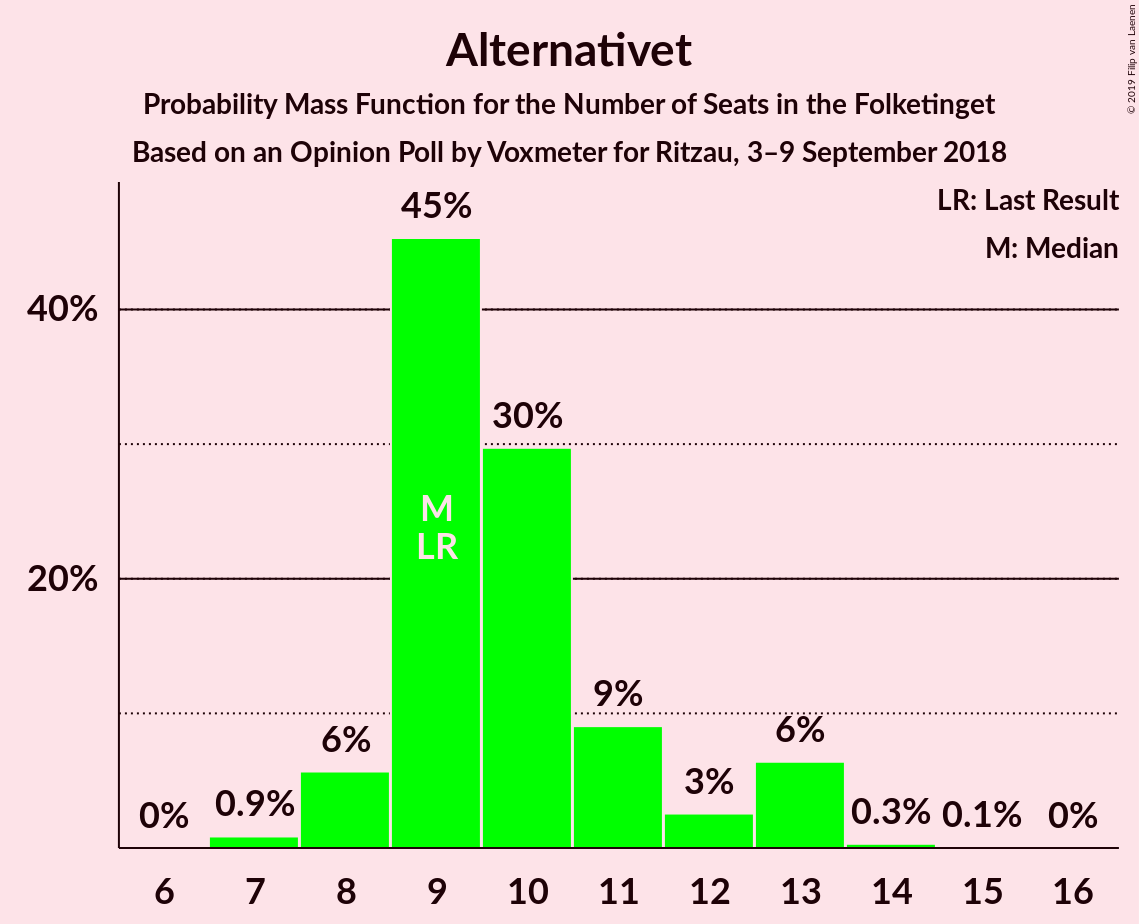 © 2019 Filip van Laenen
Alternativet
Probability Mass Function for the Number of Seats in the Folketinget
Based on an Opinion Poll by Voxmeter for Ritzau, 3–9 September 2018
LR: Last Result
M: Median
40%
20%
0%
0.9%
6%
45%
30%
9%
3%
6%
0.3%
0.1%
0%
M
LR
6 7 8 9 10 11 12 13 14 15 16